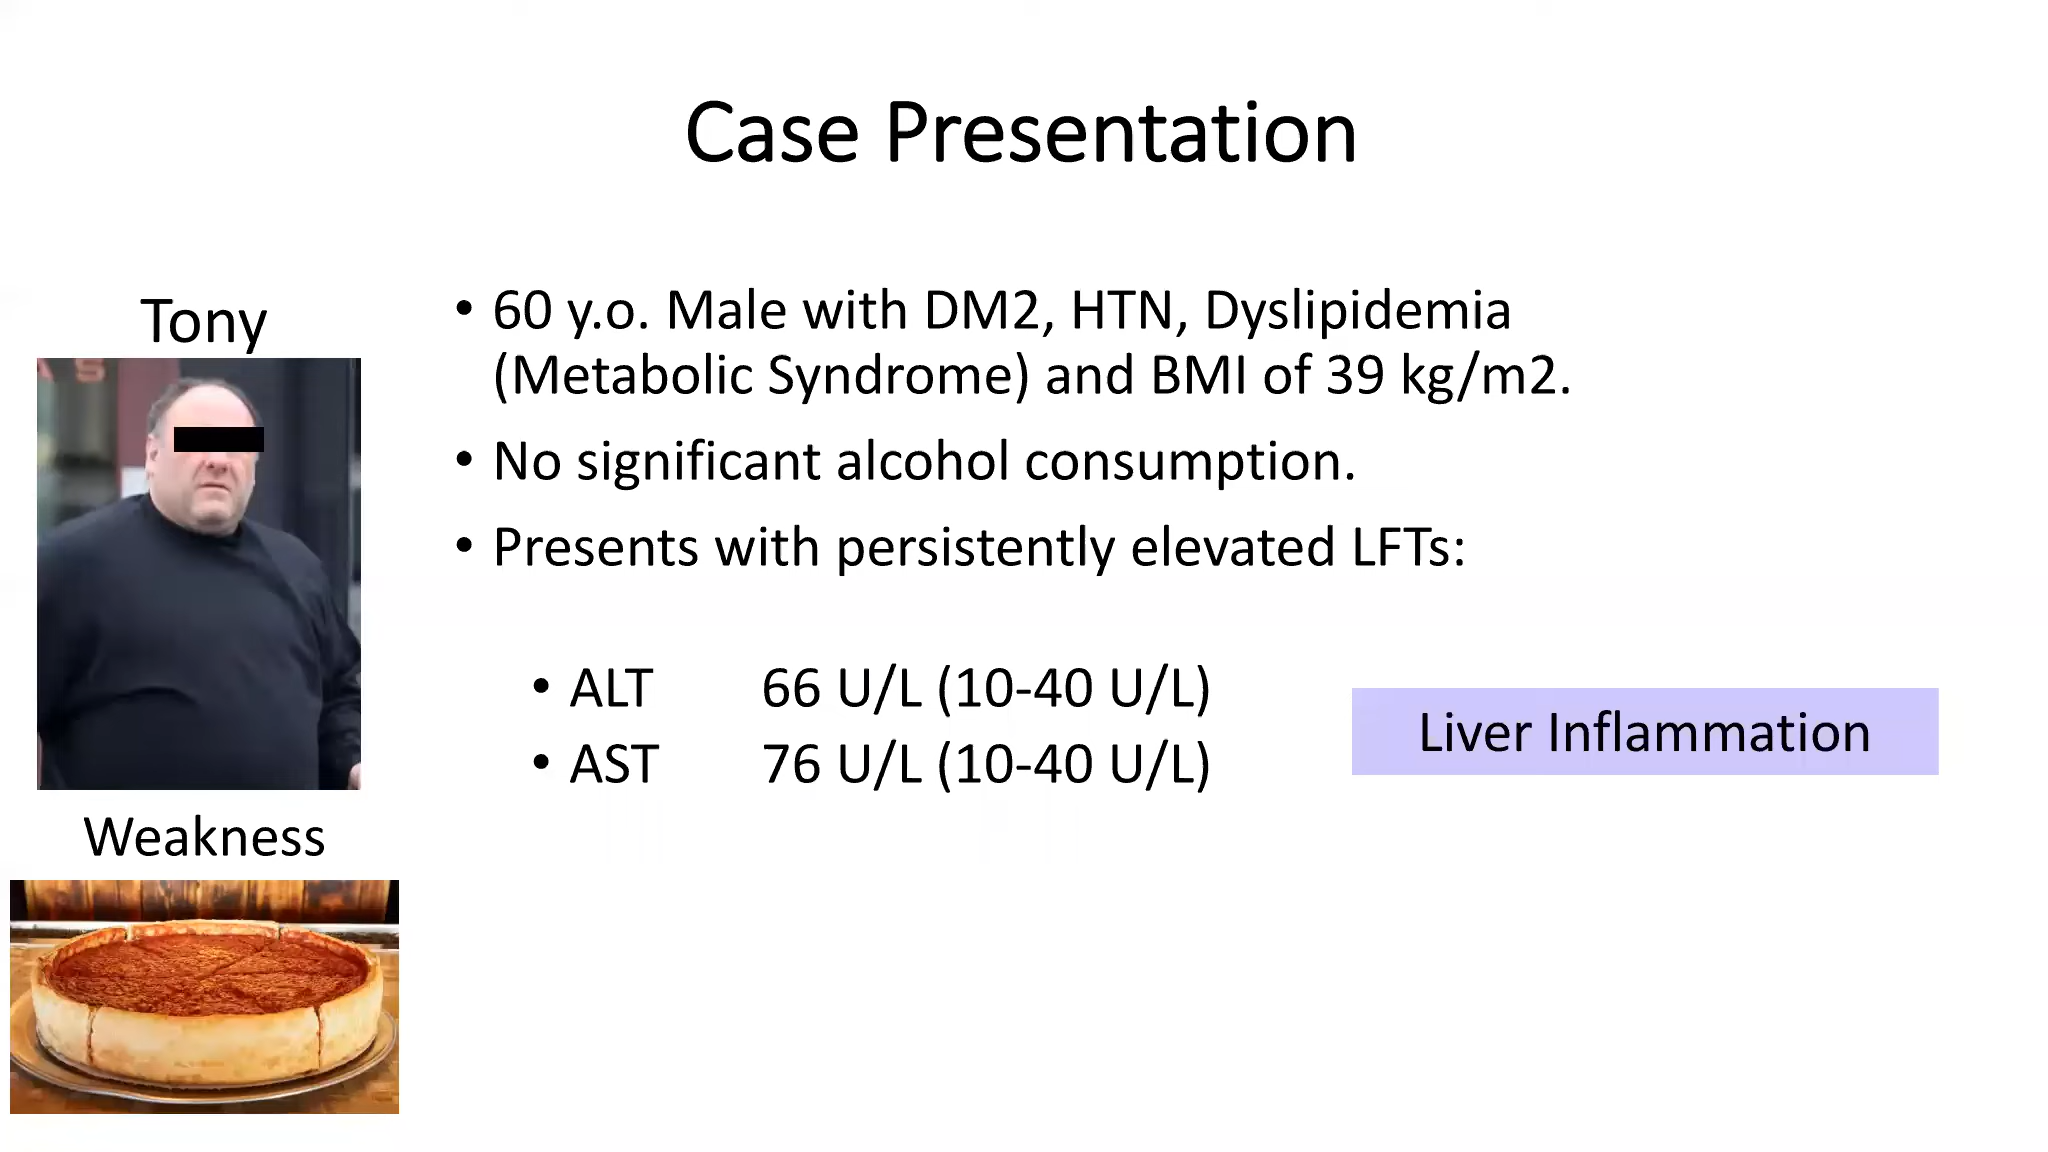 Case Presentation
Tony
Weakness
• 60 y.o. Male with DM2, HTN, Dyslipidemia
(Metabolic Syndrome) and BMI of 39 kg/m2.
• No significant alcohol consumption.
• Presents with persistently elevated LFTs:
• ALT 66 U/L (10-40 U/L)
• AST 76 U/L (10-40 U/L)
Liver Inflammation